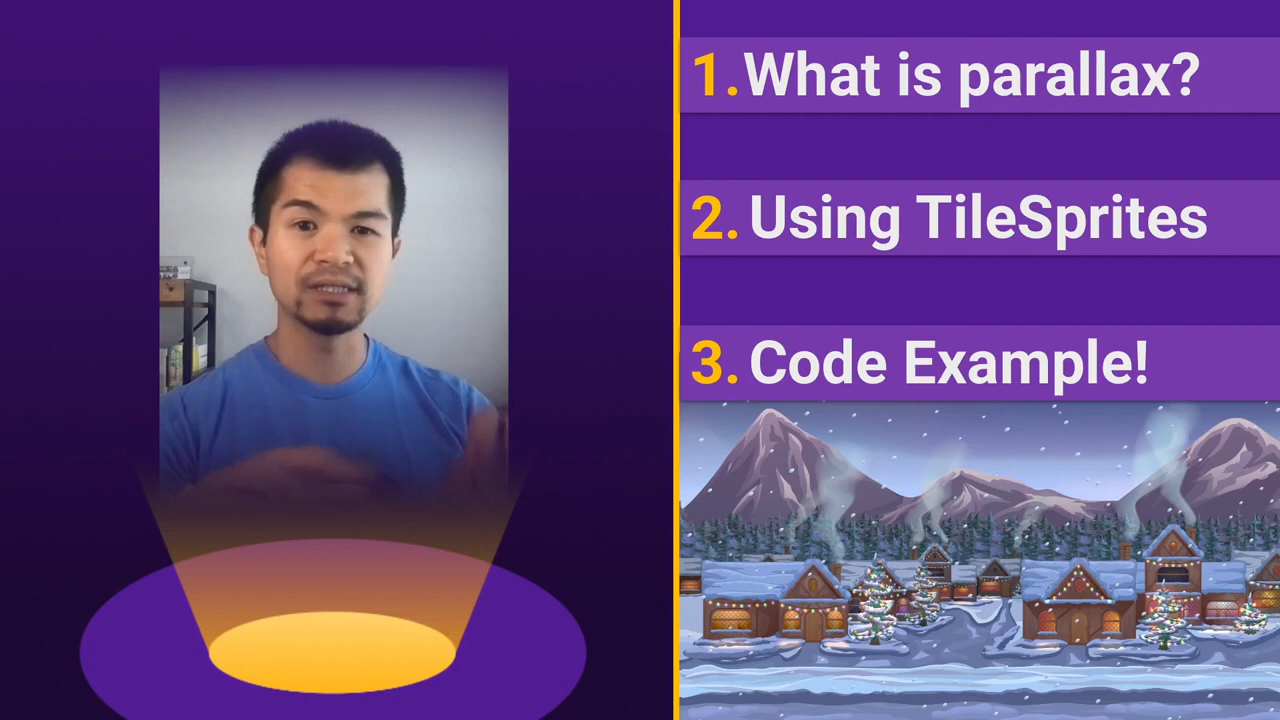 1. What is parallax?
2. Using TileSprites
3. Code Example!